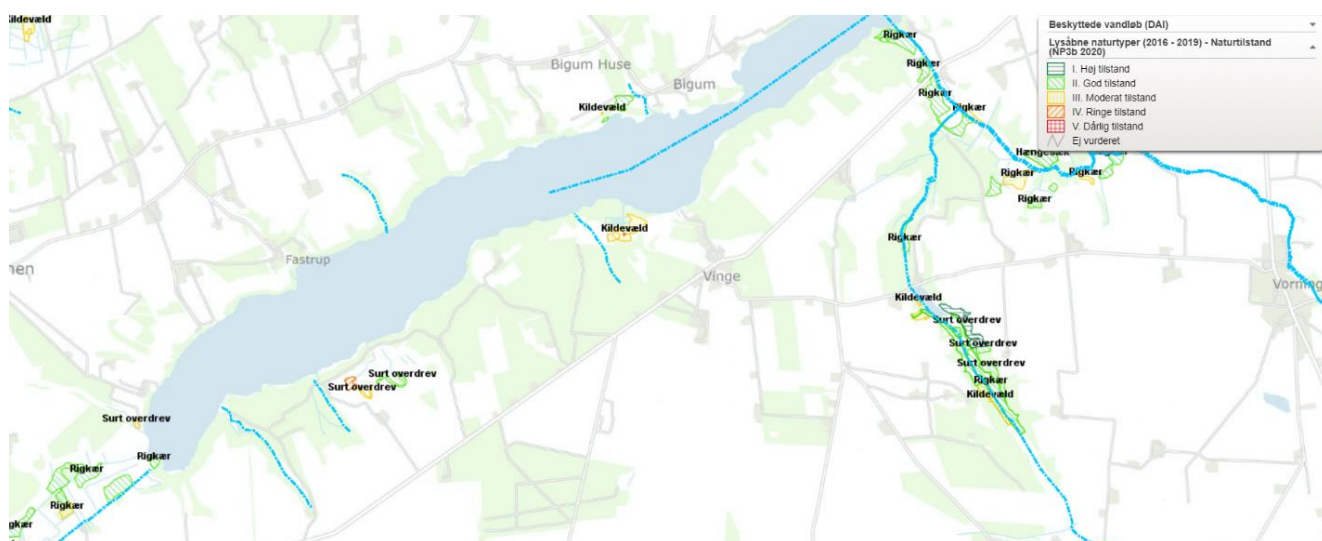 Kildevæld
Rigkær
Bigum Huse
Bigum
Rigkær
Rigkær
Kildevæld
Rigkær
Hængesæk
Rigkær
Rigkær
Rigkær
Rigkær
Kildevæld
Fastrup
nen
Vinge
Vorning
Kildevæld
Surt overdrev
Surt overdrev
Surt overdrev
Surt overdrev
Surt overdrev
Rigkær
Kildevæld
Surt overdrev
Rigkær
Rigkær
Rigkær
gkær
Beskyttede vandløb (DAI)
Lysåbne naturtyper (2016 - 2019) - Naturtilstand
(NP3b 2020)
I. Høj tilstand
II. God tilstand
III. Moderat tilstand
IV. Ringe tilstand
V. Dårlig tilstand
Ej vurderet